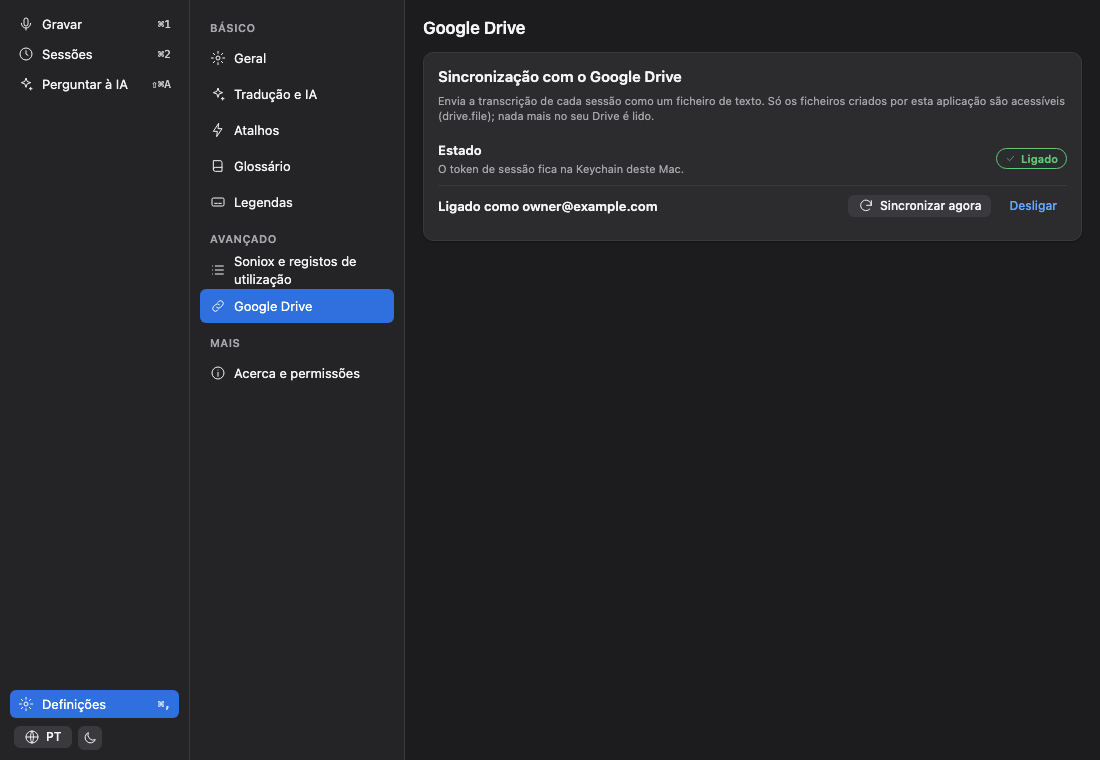 Gravar ⌘1
Sessões ⌘2
Perguntar à IA ⇧⌘A
Definições ⌘,
PT
BÁSICO
Geral
Tradução e IA
Atalhos
Glossário
Legendas
AVANÇADO
Soniox e registos de
utilização
Google Drive
MAIS
Acerca e permissões
Google Drive
Sincronização com o Google Drive
Envia a transcrição de cada sessão como um ficheiro de texto. Só os ficheiros criados por esta aplicação são acessíveis
(drive.file); nada mais no seu Drive é lido.
Estado
O token de sessão fica na Keychain deste Mac.
Ligado
Ligado como owner@example.com
Sincronizar agora
Desligar